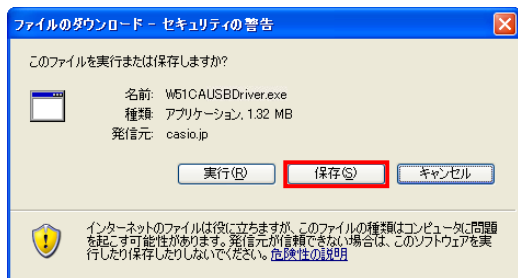 ファイルのダウンロード - セキュリティの警告
このファイルを実行または保存しますか?
名前: W51CAUSBDriver.exe
種類: アプリケーション, 1.32 MB
発信元: casio.jp
実行(R) 保存(S) キャンセル
インターネットのファイルは役に立ちますが、このファイルの種類はコンピュータに問題
を起こす可能性があります。発信元が信頼できない場合は、このソフトウェアを実
行したり保存したりしないでください。危険性の説明